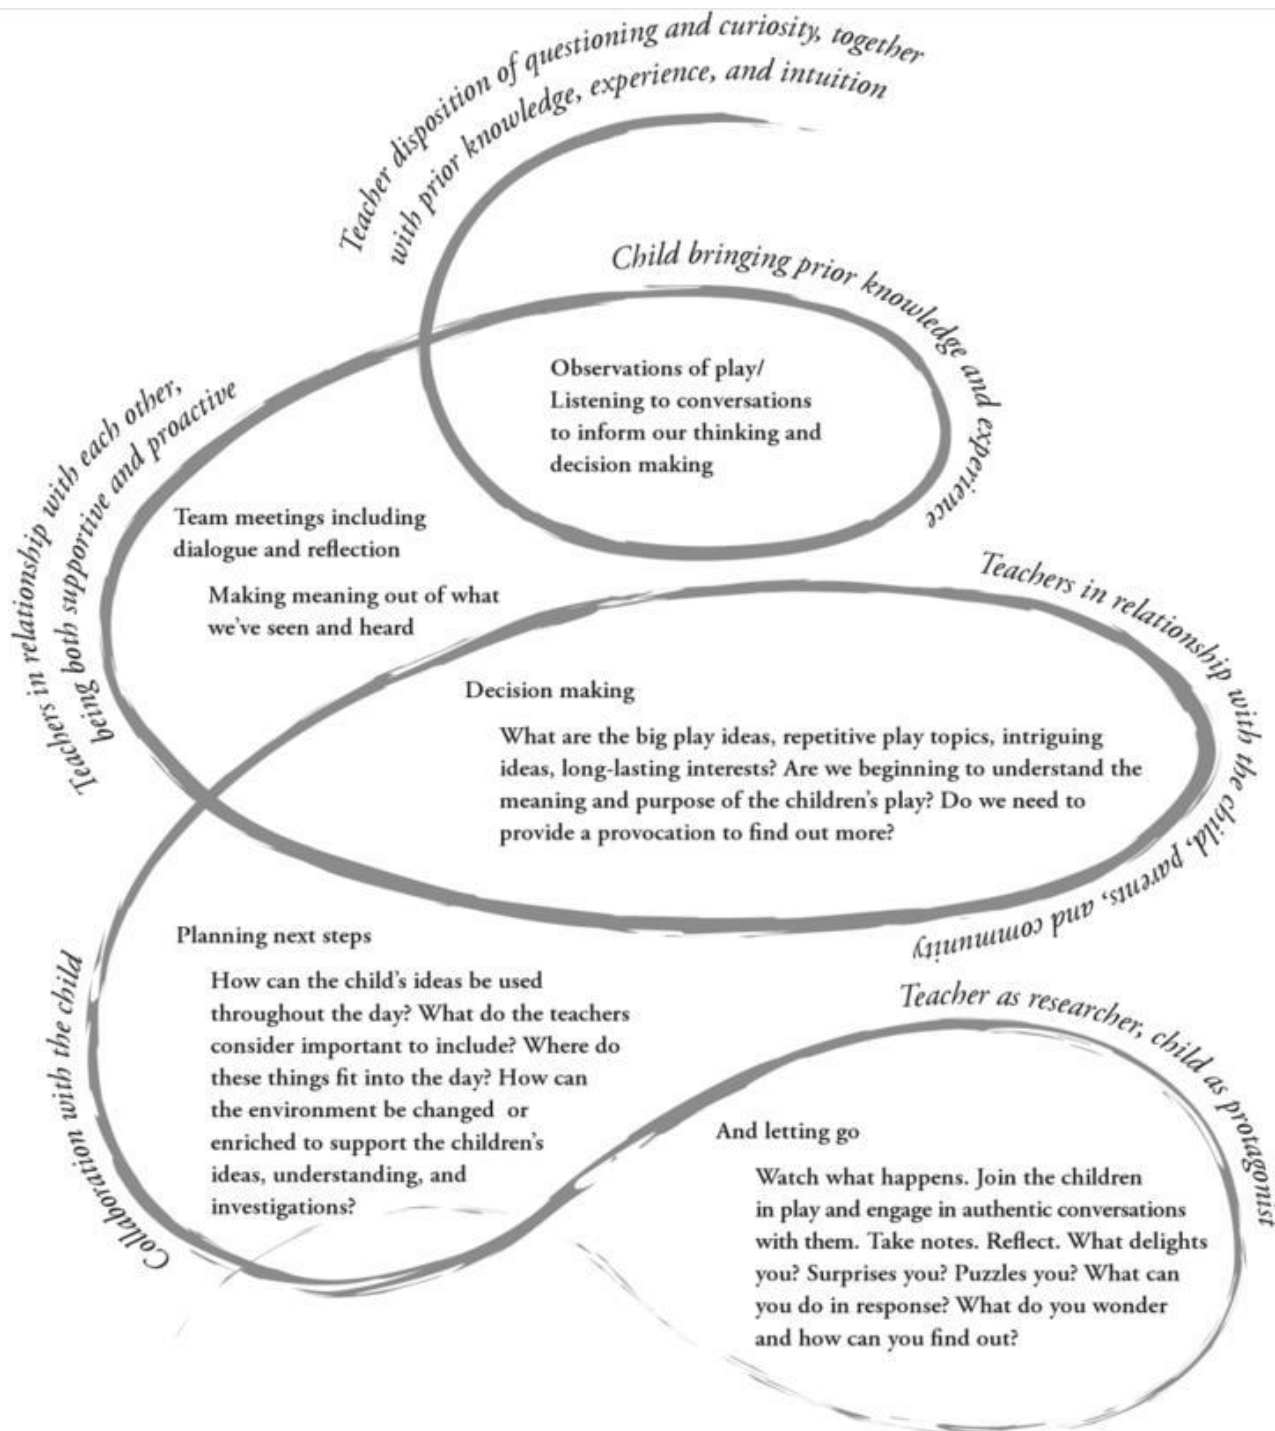 Teacher disposition of questioning and curiosity, together
with prior knowledge, experience, and intuition
Child bringing prior knowledge and experience
Observations of play/
Listening to conversations
to inform our thinking and
decision making
Teachers in relationship with each other,
being both supportive and proactive
Team meetings including
dialogue and reflection
Making meaning out of what
we've seen and heard
Teachers in relationship with the child, parents, and community
Decision making
What are the big play ideas, repetitive play topics, intriguing
ideas, long-lasting interests? Are we beginning to understand the
meaning and purpose of the children's play? Do we need to
provide a provocation to find out more?
Collaboration with the child
Planning next steps
How can the child's ideas be used
throughout the day? What do the teachers
consider important to include? Where do
these things fit into the day? How can
the environment be changed or
enriched to support the children's
ideas, understanding, and
investigations?
Teacher as researcher, child as protagonist
And letting go
Watch what happens. Join the children
in play and engage in authentic conversations
with them. Take notes. Reflect. What delights
you? Surprises you? Puzzles you? What can
you do in response? What do you wonder
and how can you find out?